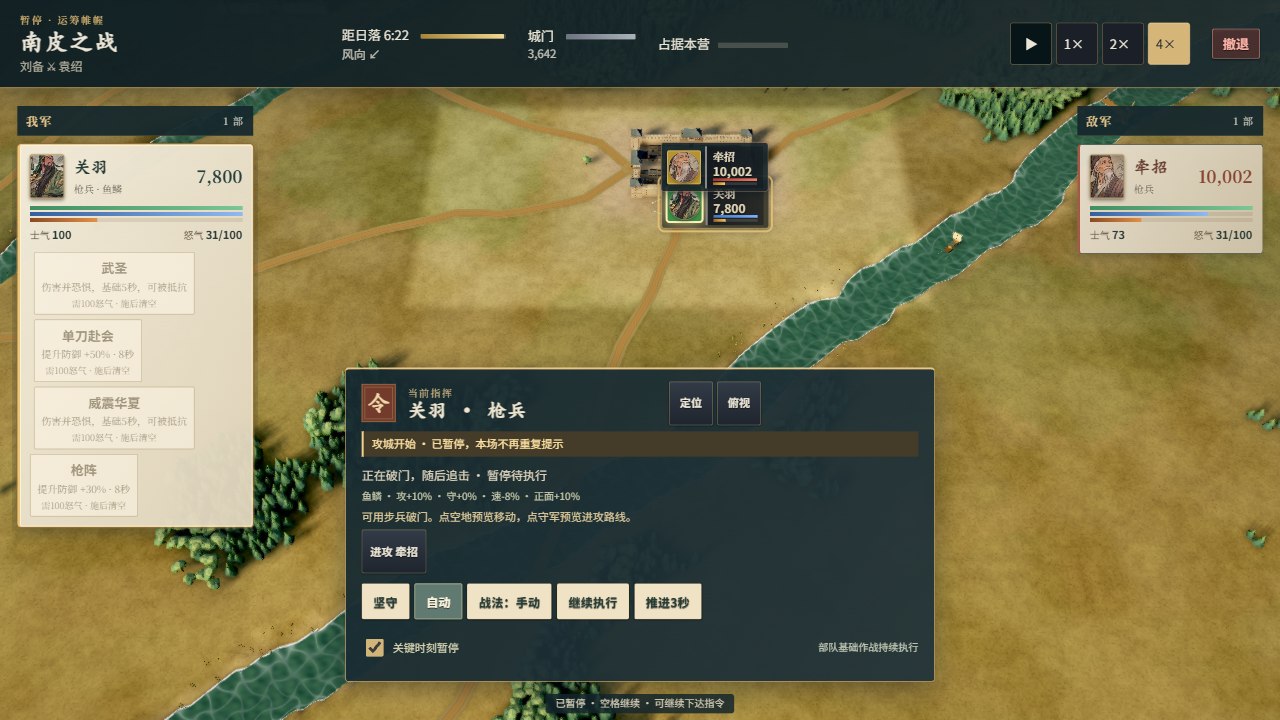 暂停 · 运筹帷幄
南皮之战
刘备 ⚔ 袁绍
距日落 6:22
风向 ↙
城门
3,642
占据本营
▶
1×
2×
4×
撤退
我军
1 部
关羽
枪兵 · 鱼鳞
7,800
士气 100
怒气 31/100
武圣
伤害并恐惧，基础5秒，可被抵抗
需100怒气 · 施后清空
单刀赴会
提升防御 +50% · 8秒
需100怒气 · 施后清空
威震华夏
伤害并恐惧，基础5秒，可被抵抗
需100怒气 · 施后清空
枪阵
提升防御 +30% · 8秒
需100怒气 · 施后清空
牵招
10,002
关羽
7,800
敌军
1 部
牵招
枪兵
10,002
士气 73
怒气 31/100
令
当前指挥
关羽 • 枪兵
定位
俯视
攻城开始 · 已暂停，本场不再重复提示
正在破门，随后追击 · 暂停待执行
鱼鳞 · 攻+10% · 守+0% · 速-8% · 正面+10%
可用步兵破门。点空地预览移动，点守军预览进攻路线。
进攻 牵招
坚守
自动
战法：手动
继续执行
推进3秒
关键时刻暂停
部队基础作战持续执行
已暂停 · 空格继续 · 可继续下达指令